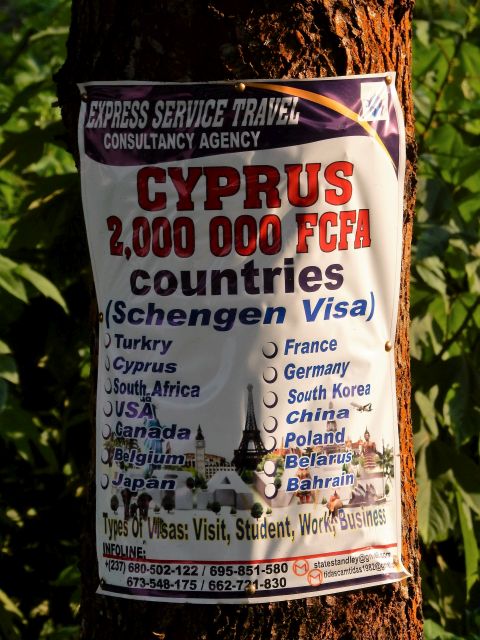 EXPRESS SERVICE TRAVEL
CONSULTANCY AGENCY
CYPRUS
2,000 000 FCFA
countries
(Schengen Visa)
Turkry
Cyprus
South Africa
USA
Canada
Belgium
Japan
France
Germany
South Korea
China
Poland
Belarus
Bahrain
Types Of Visas: Visit, Student, Work, Business
INFOLINE:
+(237) 680-502-122 / 695-851-580
673-548-175 / 662-721-830